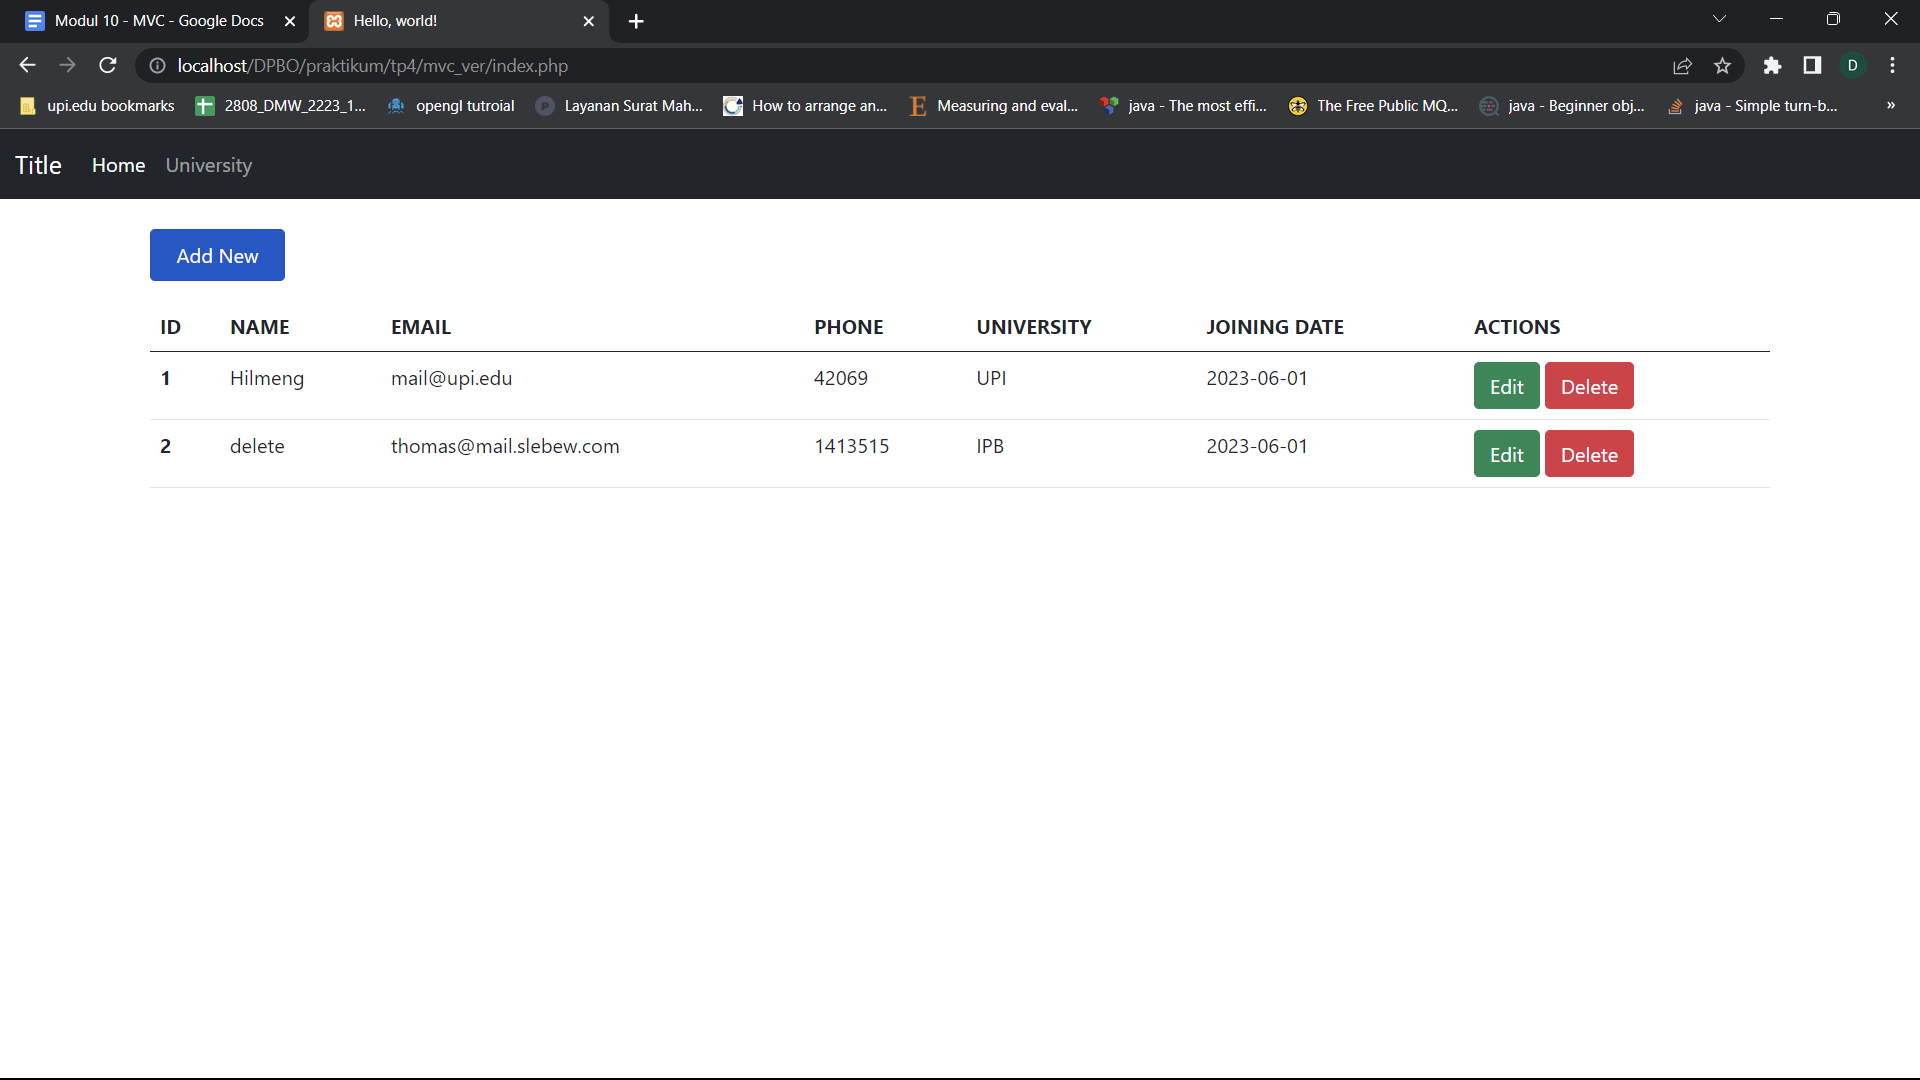 Modul 10 - MVC - Google Docs Hello, world!
localhost/DPBO/praktikum/tp4/mvc_ver/index.php D
upi.edu bookmarks 2808_DMW_2223_1... opengl tutroial P Layanan Surat Mah... How to arrange an... E Measuring and eval... java - The most effi... The Free Public MQ... java - Beginner obj... java - Simple turn-b... »
Title Home University
Add New
ID NAME EMAIL PHONE UNIVERSITY JOINING DATE ACTIONS
1 Hilmeng mail@upi.edu 42069 UPI 2023-06-01 Edit Delete
2 delete thomas@mail.slebew.com 1413515 IPB 2023-06-01 Edit Delete